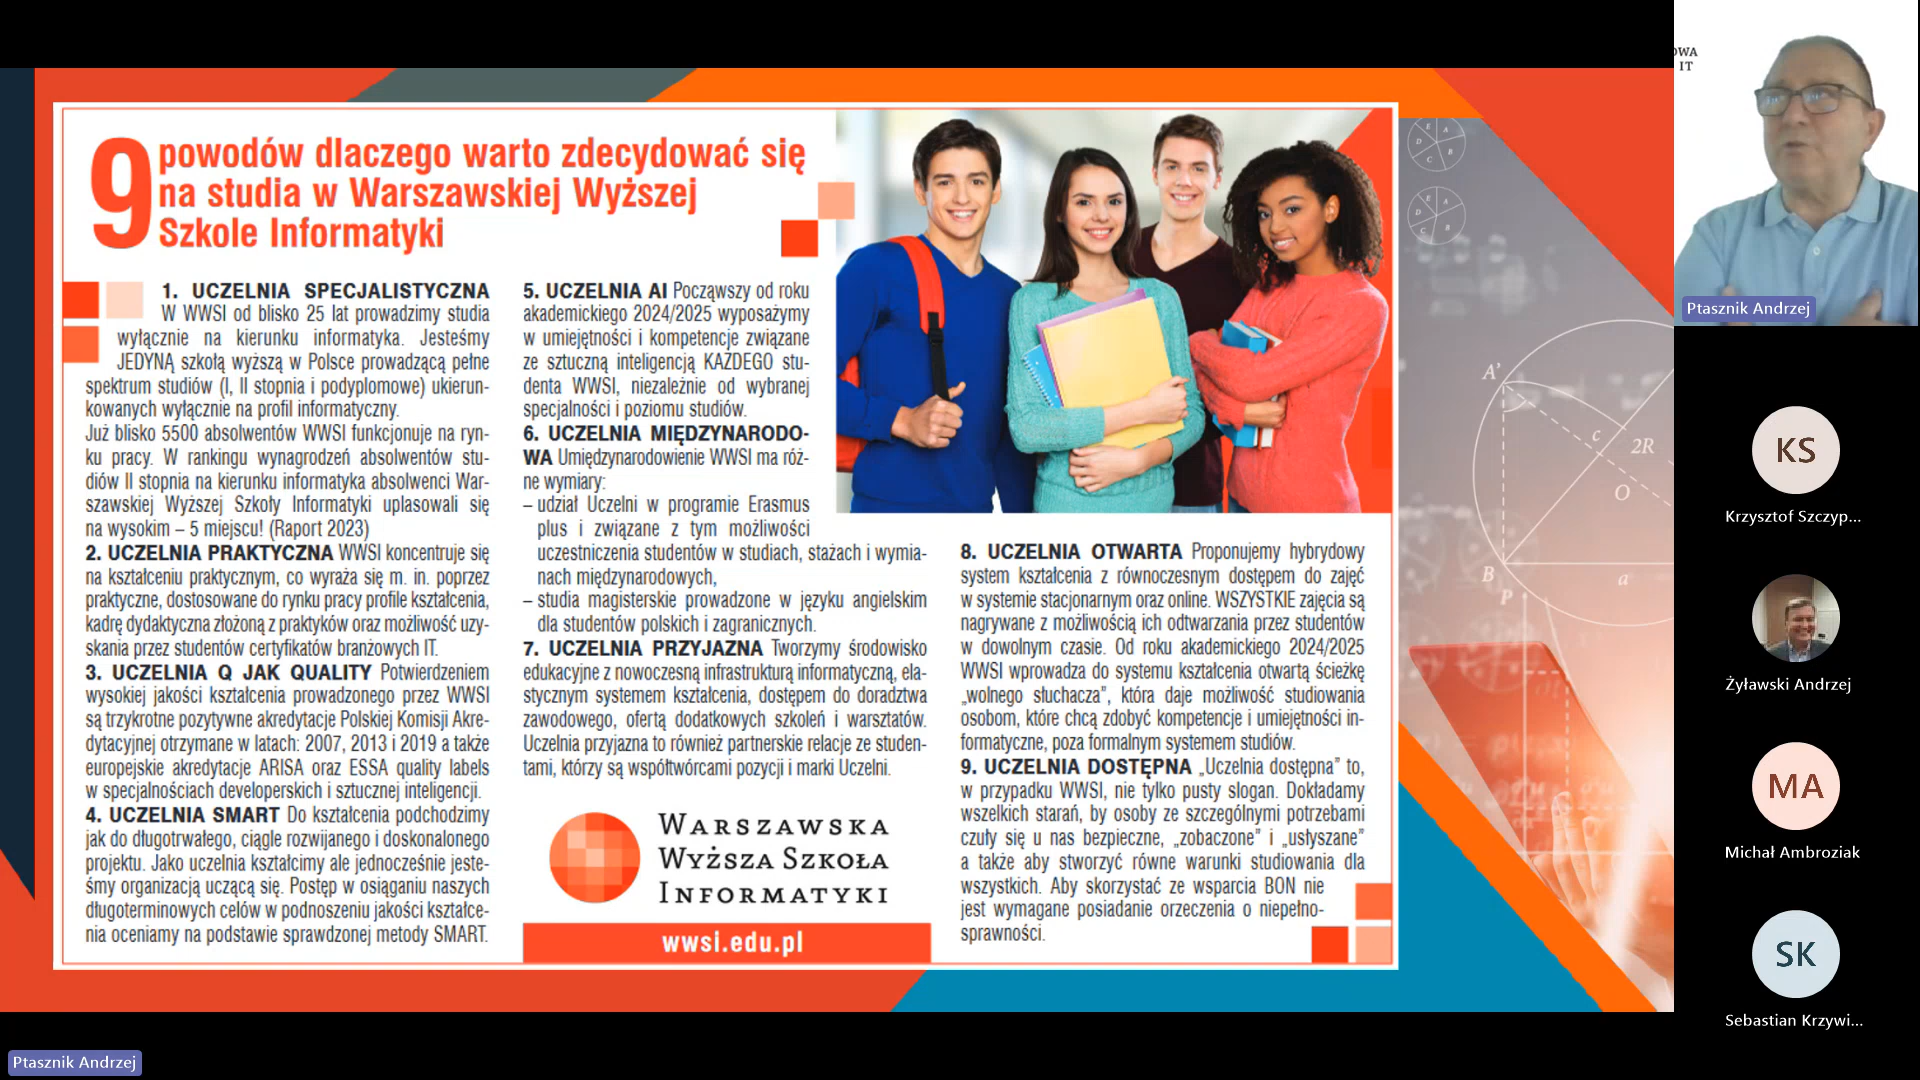 9 powodów dlaczego warto zdecydować się
na studia w Warszawskiej Wyższej
Szkole Informatyki
1. UCZELNIA SPECJALISTYCZNA
W WWSI od blisko 25 lat prowadzimy studia
wyłącznie na kierunku informatyka. Jesteśmy
JEDYNĄ szkołą wyższą w Polsce prowadzącą pełne
spektrum studiów (I, II stopnia i podyplomowe) ukierun-
kowanych wyłącznie na profil informatyczny.
Już blisko 5500 absolwentów WWSI funkcjonuje na ryn-
ku pracy. W rankingu wynagrodzeń absolwentów stu-
diów II stopnia na kierunku informatyka absolwenci War-
szawskiej Wyższej Szkoły Informatyki uplasowali się
na wysokim – 5 miejscu! (Raport 2023)
2. UCZELNIA PRAKTYCZNA WWSI koncentruje się
na kształceniu praktycznym, co wyraża się m. in. poprzez
praktyczne, dostosowane do rynku pracy profile kształcenia,
kadrę dydaktyczna złożoną z praktyków oraz możliwość uzy-
skania przez studentów certyfikatów branżowych IT.
3. UCZELNIA Q JAK QUALITY Potwierdzeniem
wysokiej jakości kształcenia prowadzonego przez WWSI
są trzykrotne pozytywne akredytacje Polskiej Komisji Akre-
dytacyjnej otrzymane w latach: 2007, 2013 i 2019 a także
europejskie akredytacje ARISA oraz ESSA quality labels
w specjalnościach developerskich i sztucznej inteligencji.
4. UCZELNIA SMART Do kształcenia podchodzimy
jak do długotrwałego, ciągle rozwijanego i doskonalonego
projektu. Jako uczelnia kształcimy ale jednocześnie jeste-
śmy organizacją uczącą się. Postęp w osiąganiu naszych
długoterminowych celów w podnoszeniu jakości kształce-
nia oceniamy na podstawie sprawdzonej metody SMART.
5. UCZELNIA AI Począwszy od roku
akademickiego 2024/2025 wyposażymy
w umiejętności i kompetencje związane
ze sztuczną inteligencją KAŻDEGO stu-
denta WWSI, niezależnie od wybranej
specjalności i poziomu studiów.
6. UCZELNIA MIĘDZYNARODO-
WA Umiędzynarodowienie WWSI ma róż-
ne wymiary:
– udział Uczelni w programie Erasmus
plus i związane z tym możliwości
uczestniczenia studentów w studiach, stażach i wymia-
nach międzynarodowych,
– studia magisterskie prowadzone w języku angielskim
dla studentów polskich i zagranicznych.
7. UCZELNIA PRZYJAZNA Tworzymy środowisko
edukacyjne z nowoczesną infrastrukturą informatyczną, ela-
stycznym systemem kształcenia, dostępem do doradztwa
zawodowego, ofertą dodatkowych szkoleń i warsztatów.
Uczelnia przyjazna to również partnerskie relacje ze studen-
tami, którzy są współtwórcami pozycji i marki Uczelni.
WARSZAWSKA
WYŻSZA SZKOŁA
INFORMATYKI
wwsi.edu.pl
8. UCZELNIA OTWARTA Proponujemy hybrydowy
system kształcenia z równoczesnym dostępem do zajęć
w systemie stacjonarnym oraz online. WSZYSTKIE zajęcia są
nagrywane z możliwością ich odtwarzania przez studentów
w dowolnym czasie. Od roku akademickiego 2024/2025
WWSI wprowadza do systemu kształcenia otwartą ścieżkę
„wolnego słuchacza”, która daje możliwość studiowania
osobom, które chcą zdobyć kompetencje i umiejętności in-
formatyczne, poza formalnym systemem studiów.
9. UCZELNIA DOSTĘPNA „Uczelnia dostępna” to,
w przypadku WWSI, nie tylko pusty slogan. Dokładamy
wszelkich starań, by osoby ze szczególnymi potrzebami
czuły się u nas bezpieczne, „zobaczone” i „usłyszane”
a także aby stworzyć równe warunki studiowania dla
wszystkich. Aby skorzystać ze wsparcia BON nie
jest wymagane posiadanie orzeczenia o niepełno-
sprawności.
E A
D B
C
E A
D B
C
A'
c 2R
O
B a
P
OWA
IT
Ptasznik Andrzej
KS
Krzysztof Szczyp...
Żyławski Andrzej
MA
Michał Ambroziak
SK
Sebastian Krzywi...
Ptasznik Andrzej